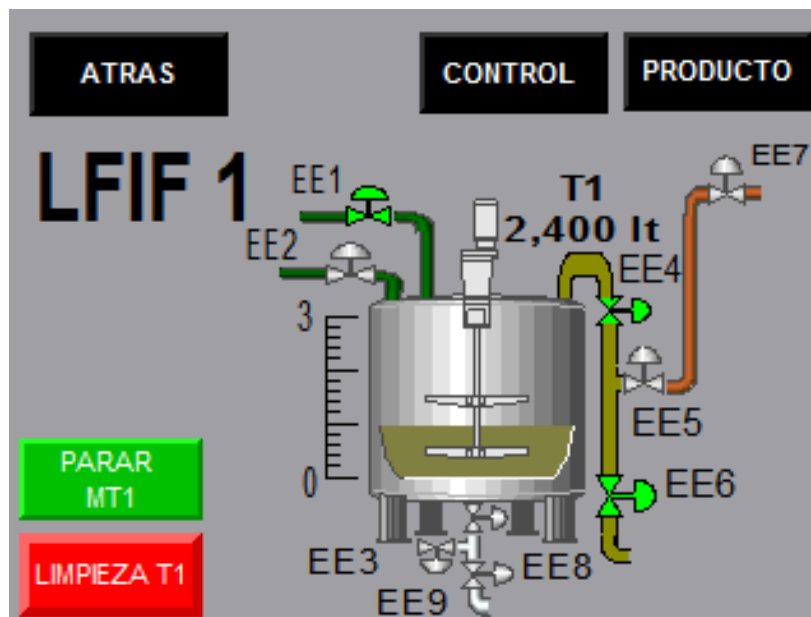 ATRAS
CONTROL
PRODUCTO
LFIF 1
EE1
T1
2,400 lt
EE7
EE2
EE4
3
EE5
PARAR
MT1
0
EE6
LIMPIEZA T1
EE3
EE8
EE9